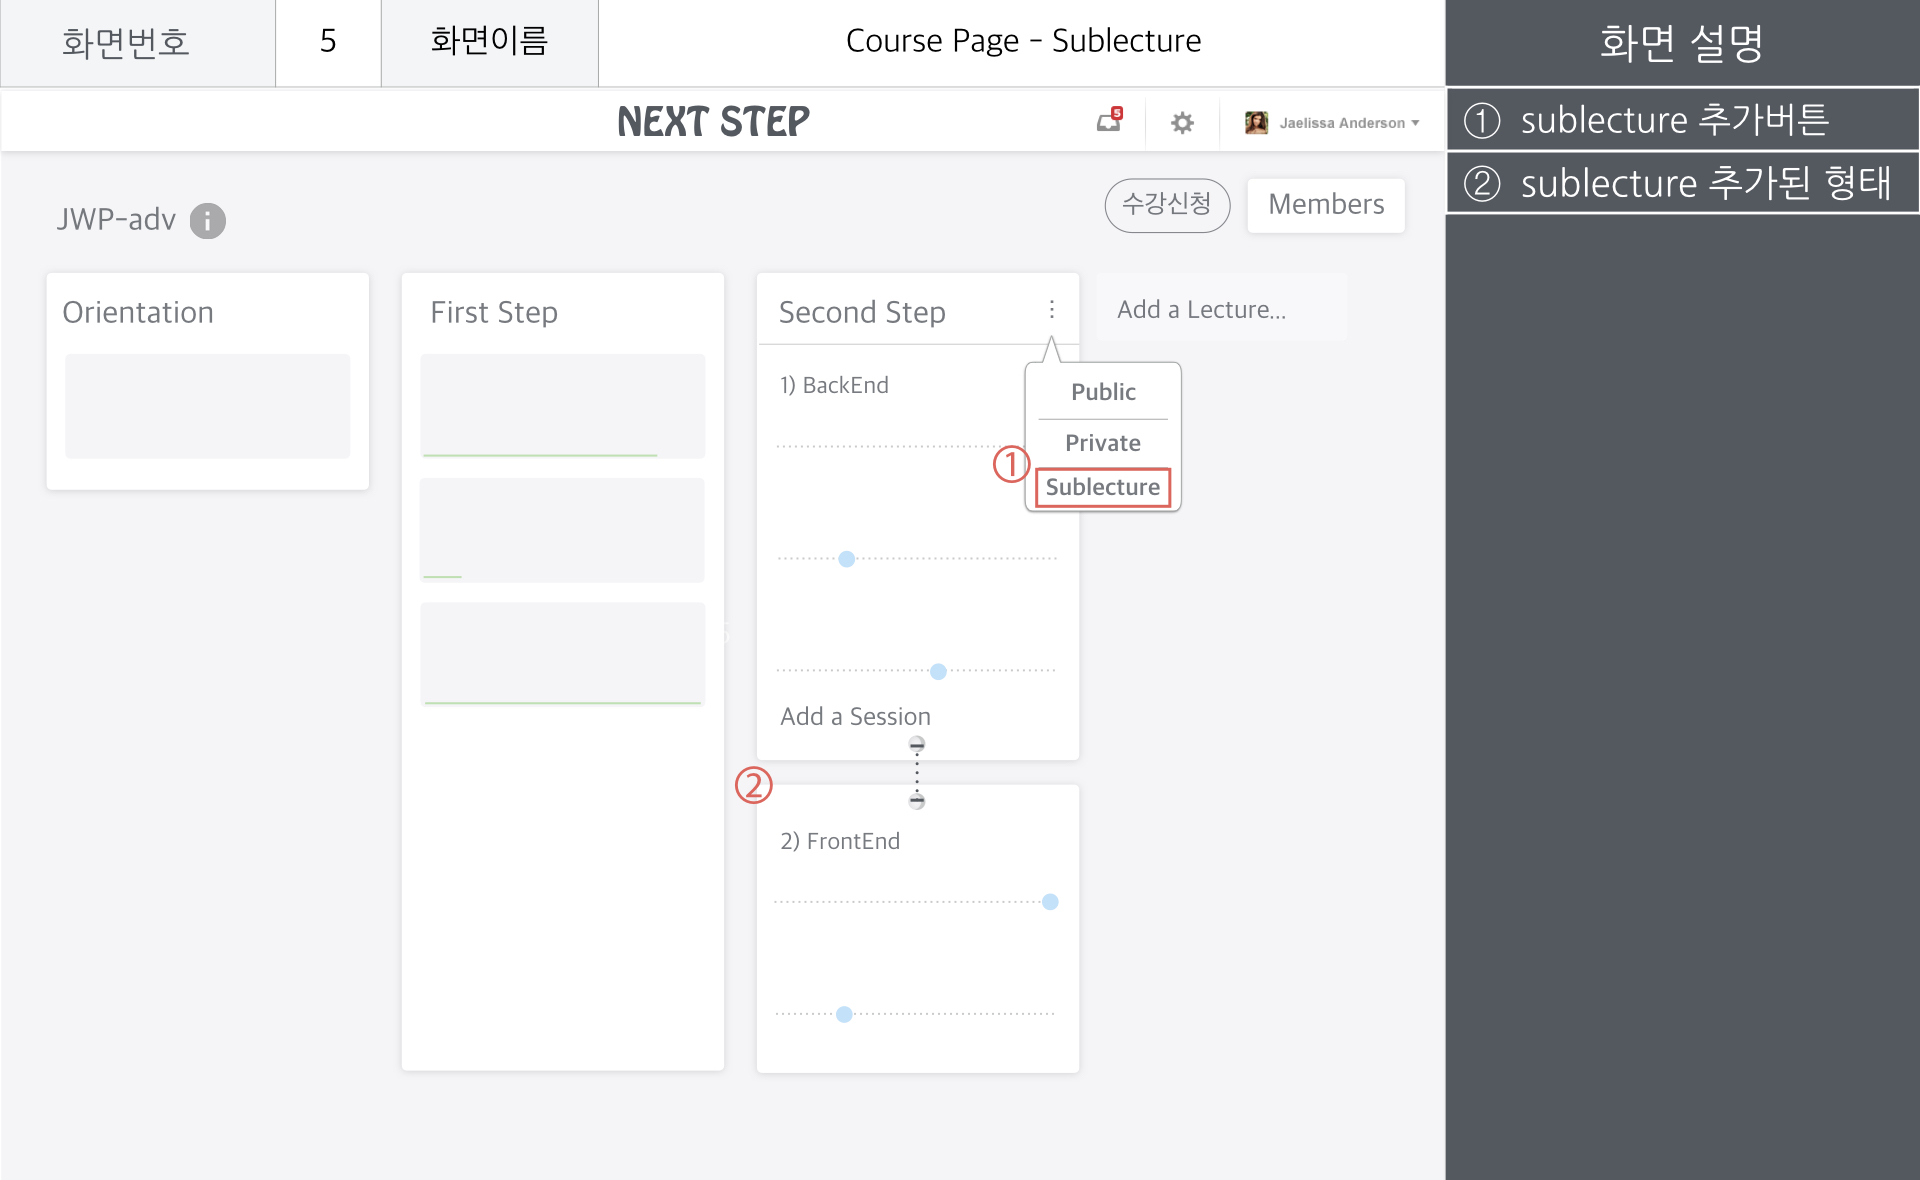 화면번호
5
화면이름
Course Page - Sublecture
화면 설명
① sublecture 추가버튼
② sublecture 추가된 형태
NEXT STEP
5
Jaelissa Anderson
JWP-adv
i
수강신청
Members
Orientation
First Step
Second Step
Add a Lecture...
1) BackEnd
Public
Private
①
Sublecture
Add a Session
②
2) FrontEnd